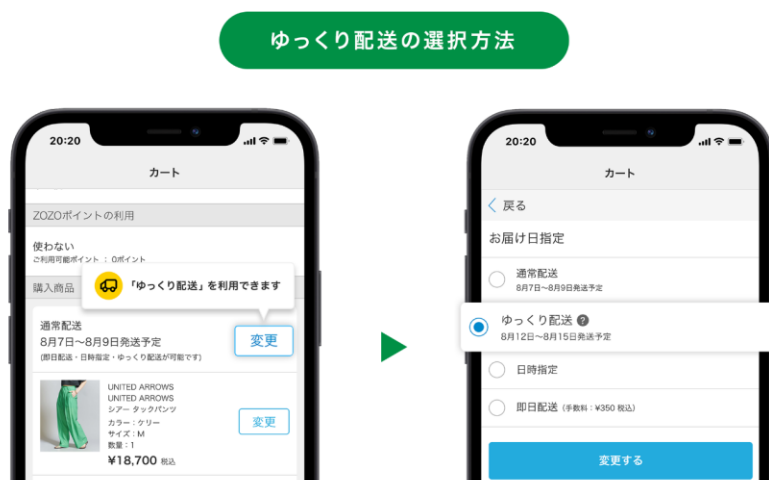 ゆっくり配送の選択方法
20:20
カート
ZOZOポイントの利用
使わない
ご利用可能ポイント : 0ポイント
購入商品
「ゆっくり配送」を利用できます
通常配送
8月7日〜8月9日発送予定
(即日配送・日時指定・ゆっくり配送が可能です)
変更
UNITED ARROWS
UNITED ARROWS
シアー タックパンツ
カラー:ケリー
サイズ:M
数量:1
¥18,700 税込
変更
20:20
カート
戻る
お届け日指定
通常配送
8月7日〜8月9日発送予定
ゆっくり配送 ?
8月12日〜8月15日発送予定
日時指定
即日配送 (手数料:¥350 税込)
変更する